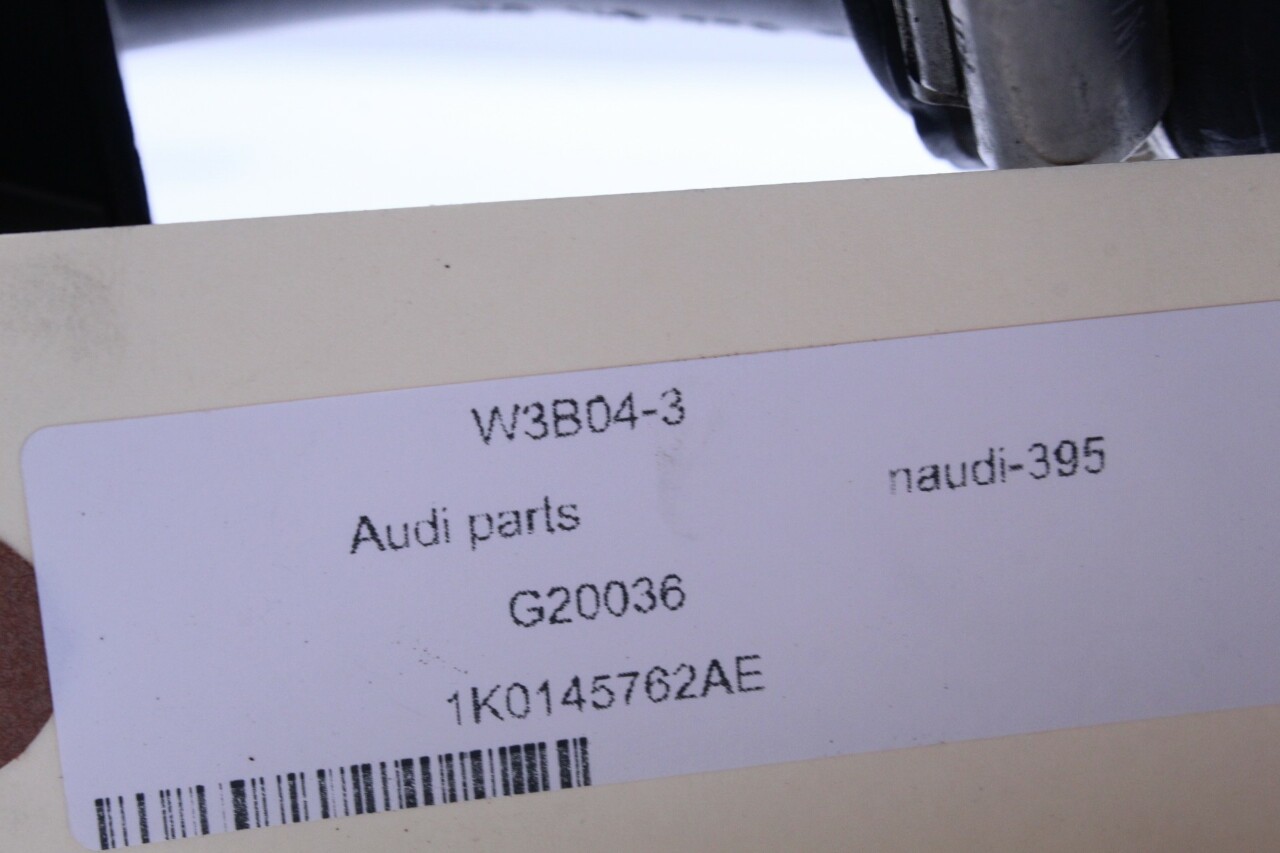 W3B04-3
naudi-395
Audi parts
G20036
1K0145762AE